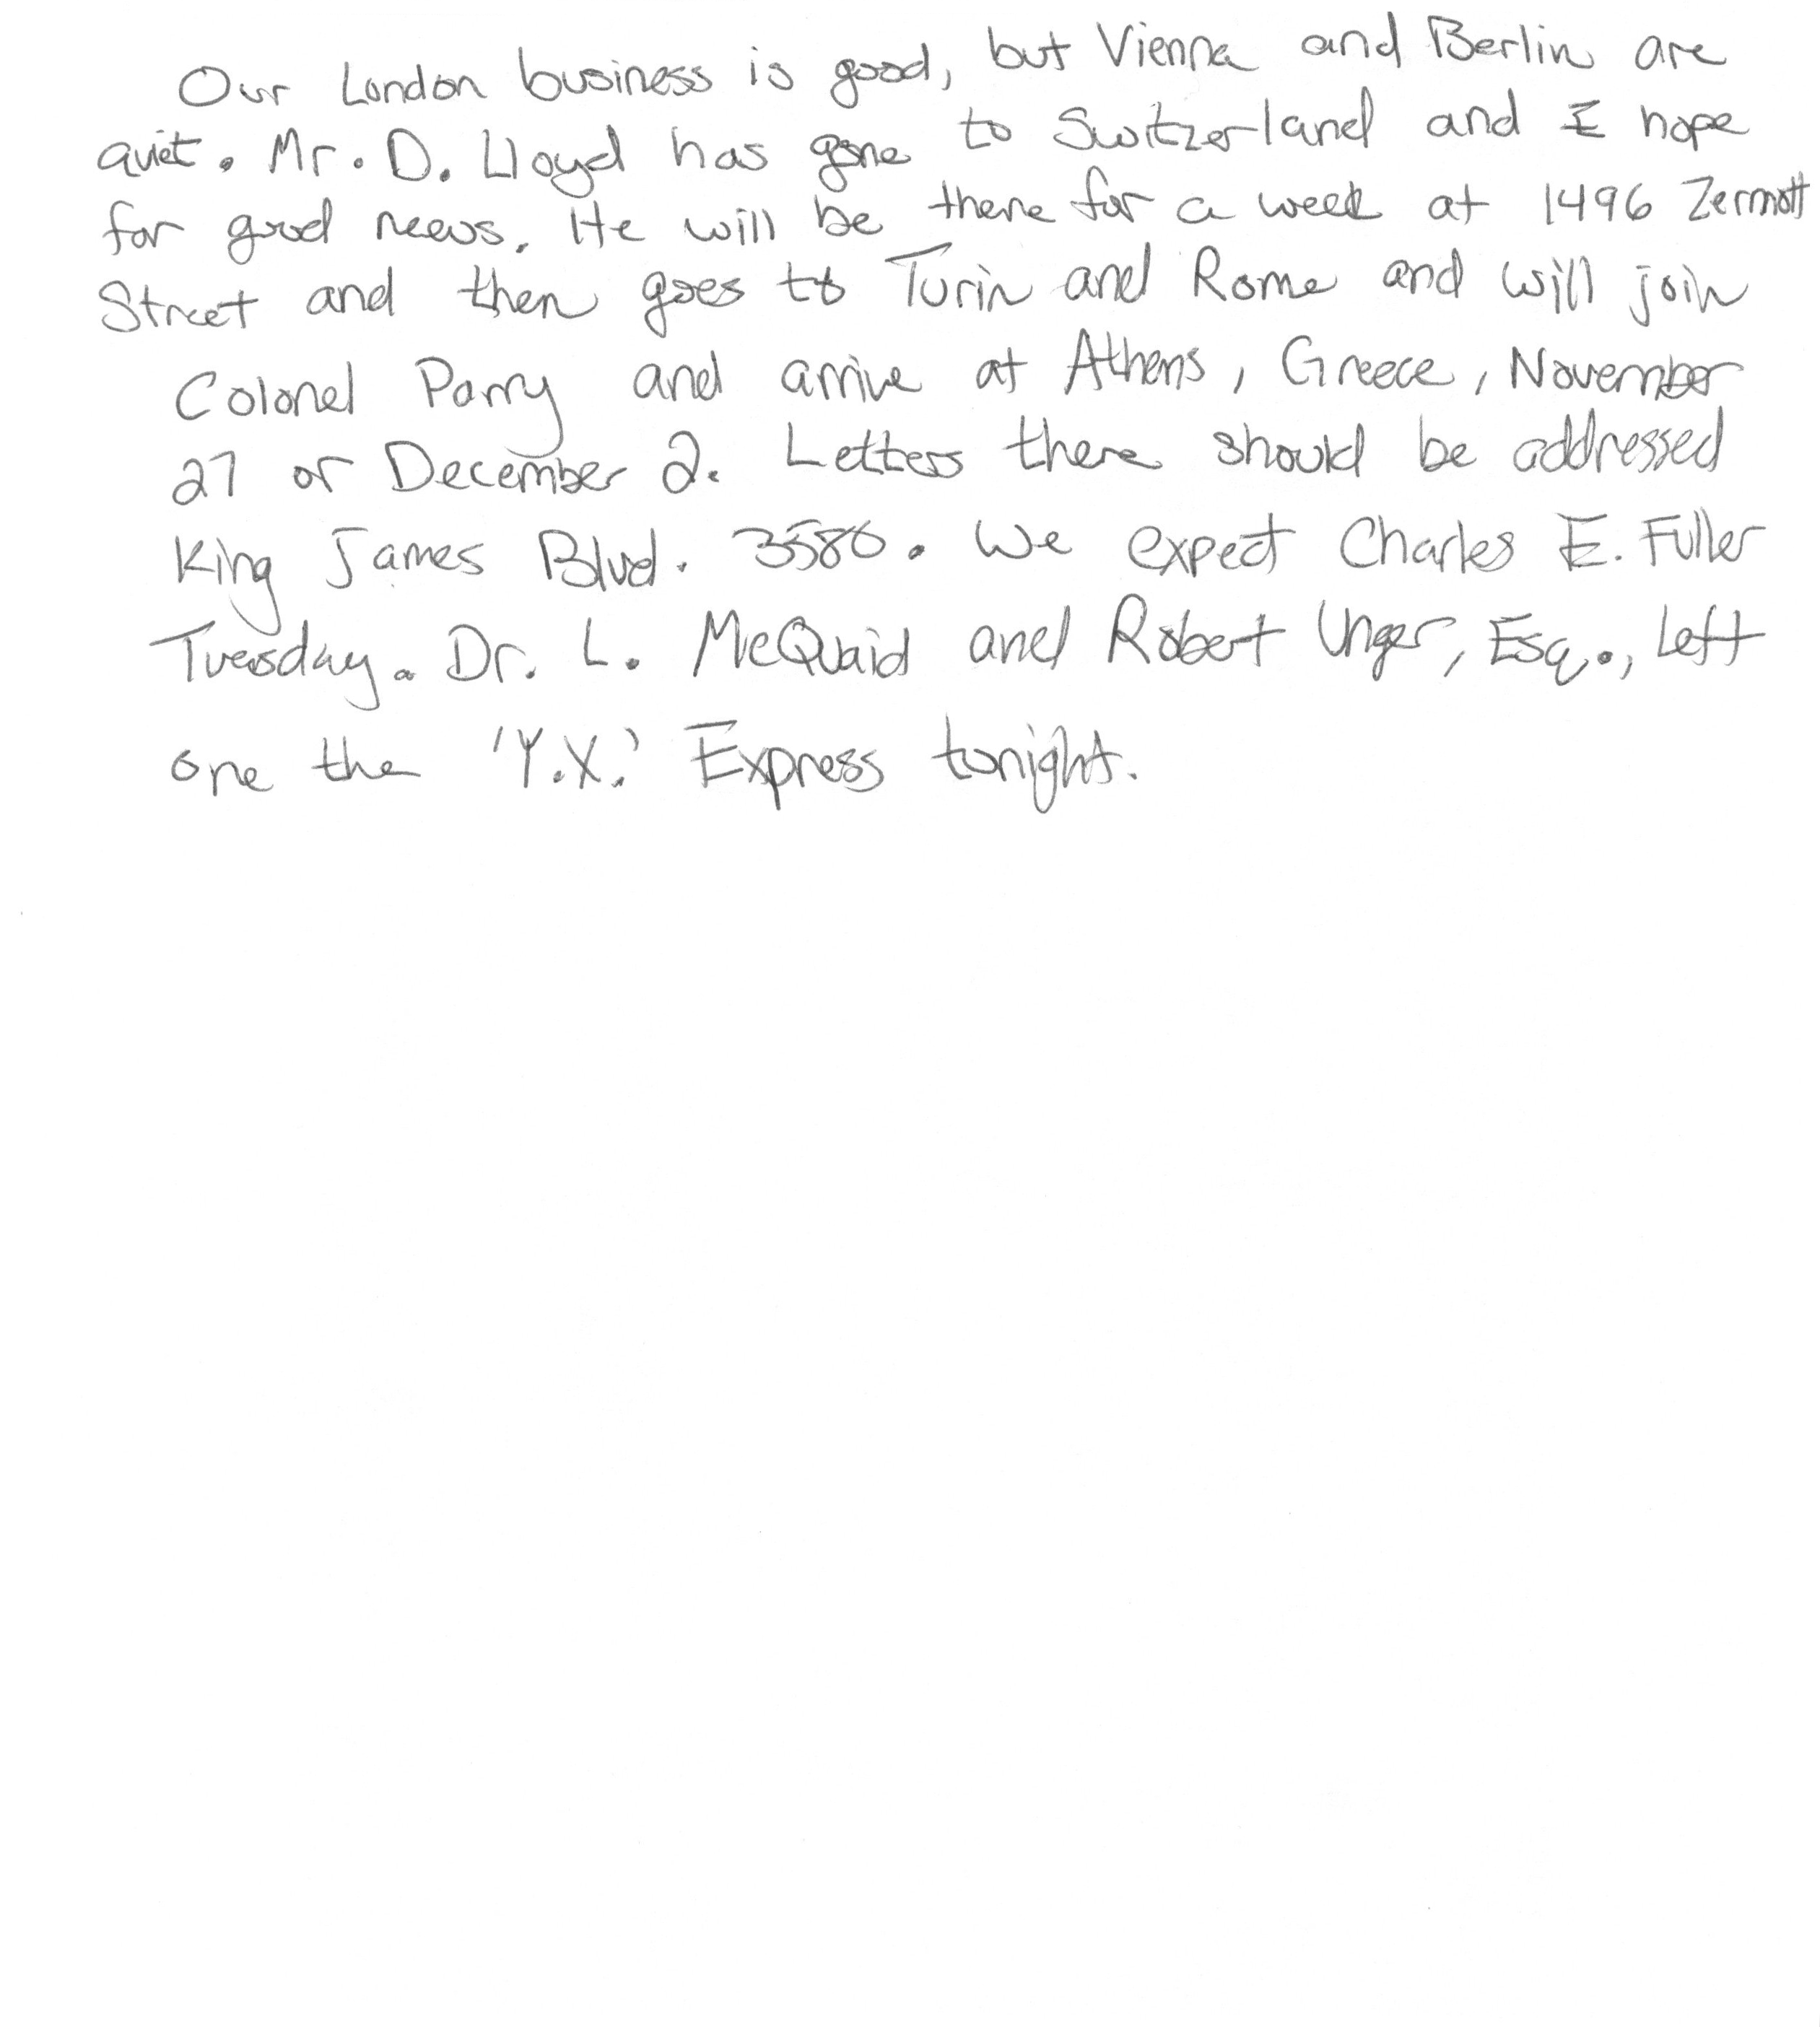 Our London business is good, but Vienna and Berlin are
quiet. Mr. D. Lloyd has gone to Switzerland and I hope
for good news. He will be there for a week at 1496 Zermott
Street and then goes to Turin and Rome and will join
Colonel Parry and arrive at Athens, Greece, November
27 or December 2. Letters there should be addressed
King James Blvd. 3580. We expect Charles E. Fuller
Tuesday. Dr. L. McQuaid and Robert Unger, Esq., Left
one the 'Y.X.' Express tonight.